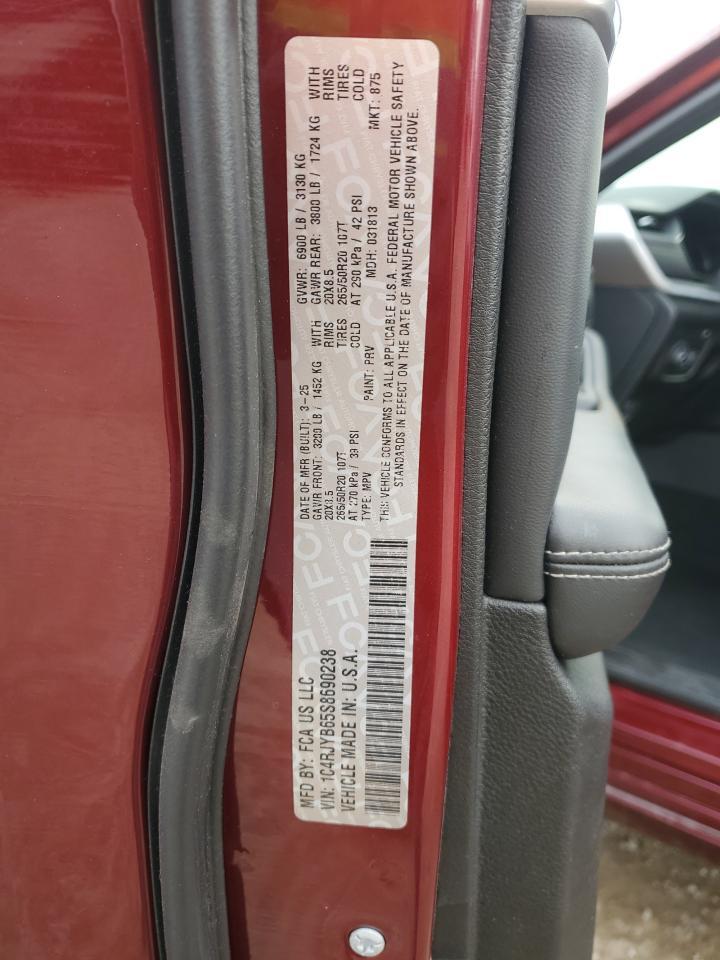 MFD BY: FCA US LLC
DATE OF MFR (BUILT): 3-25
GVWR: 6900 LB / 3130 KG
VIN: 1C4RJYB65S8690238
GAWR FRONT: 3200 LB / 1452 KG WITH
GAWR REAR: 3800 LB / 1724 KG WITH
20X8.5 RIMS
20X8.5 RIMS
VEHICLE MADE IN: U.S.A.
265/50R20 107T TIRES
265/50R20 107T TIRES
AT 270 kPa / 39 PSI COLD
AT 290 kPa / 42 PSI COLD
TYPE: MPV
PAINT: PRV
MDH: 031813
MKT: 875
THIS VEHICLE CONFORMS TO ALL APPLICABLE U.S.A. FEDERAL MOTOR VEHICLE SAFETY
STANDARDS IN EFFECT ON THE DATE OF MANUFACTURE SHOWN ABOVE.